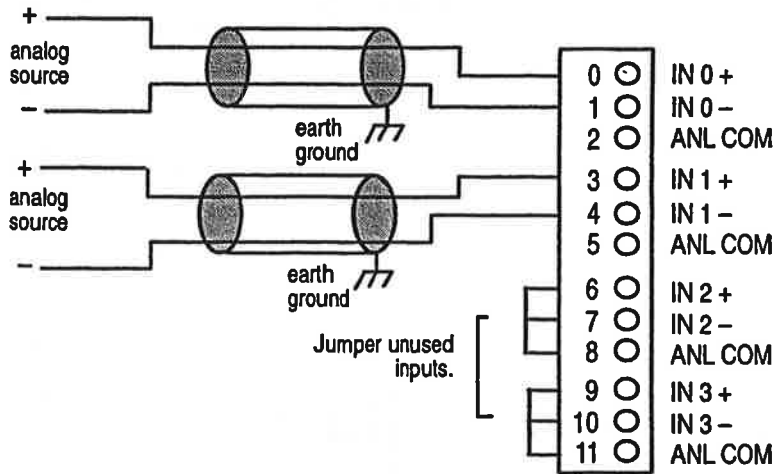 +
analog
source
−
earth
ground
+
analog
source
−
earth
ground
Jumper unused
inputs.
0 IN 0 +
1 IN 0 −
2 ANL COM
3 IN 1 +
4 IN 1 −
5 ANL COM
6 IN 2 +
7 IN 2 −
8 ANL COM
9 IN 3 +
10 IN 3 −
11 ANL COM